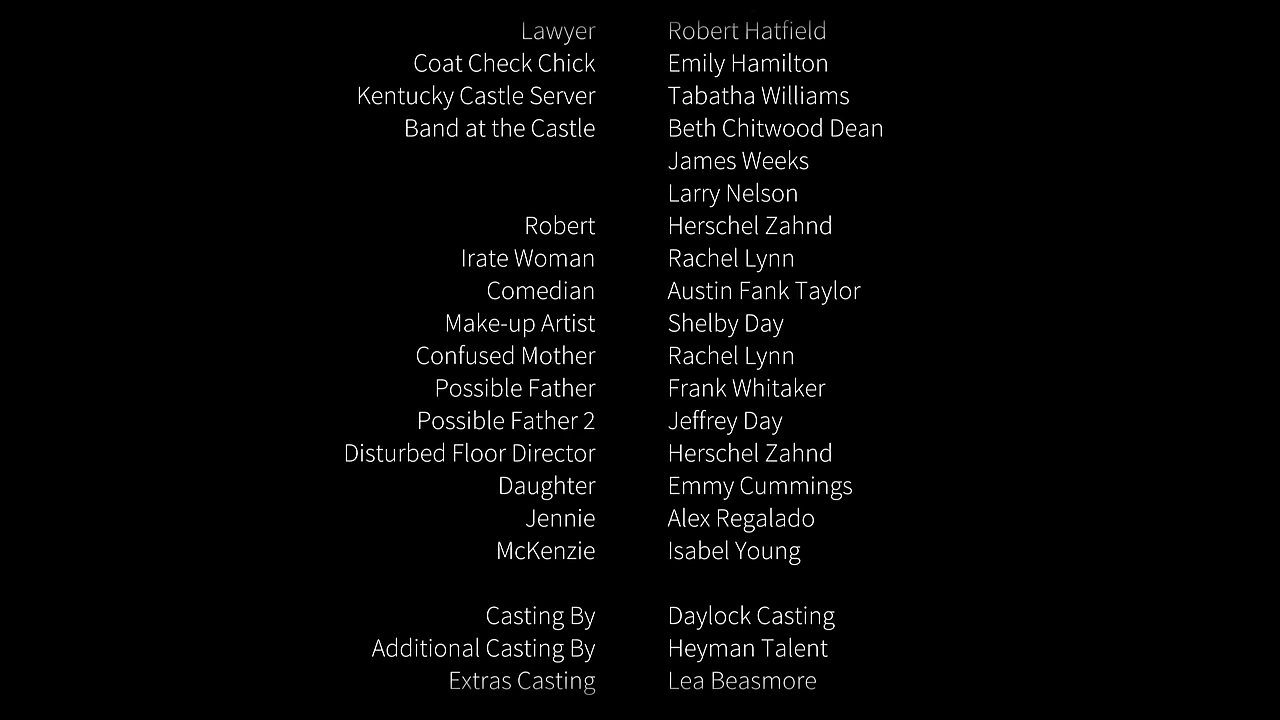 Lawyer Robert Hatfield
Coat Check Chick Emily Hamilton
Kentucky Castle Server Tabatha Williams
Band at the Castle Beth Chitwood Dean
James Weeks
Larry Nelson
Robert Herschel Zahnd
Irate Woman Rachel Lynn
Comedian Austin Fank Taylor
Make-up Artist Shelby Day
Confused Mother Rachel Lynn
Possible Father Frank Whitaker
Possible Father 2 Jeffrey Day
Disturbed Floor Director Herschel Zahnd
Daughter Emmy Cummings
Jennie Alex Regalado
McKenzie Isabel Young
Casting By Daylock Casting
Additional Casting By Heyman Talent
Extras Casting Lea Beasmore